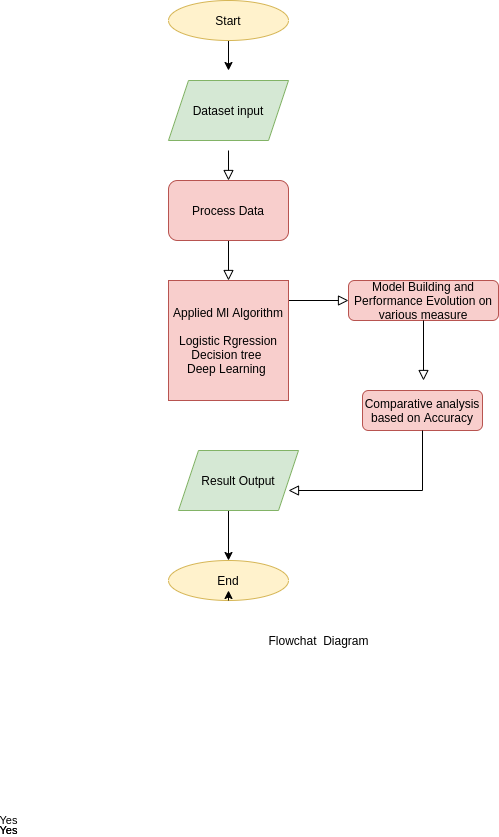 Start
Dataset input
Process Data
Applied Ml Algorithm
Logistic Rgression
Decision tree
Deep Learning
Model Building and
Performance Evolution on
various measure
Comparative analysis
based on Accuracy
Result Output
End
Flowchat  Diagram
Yes
Yes